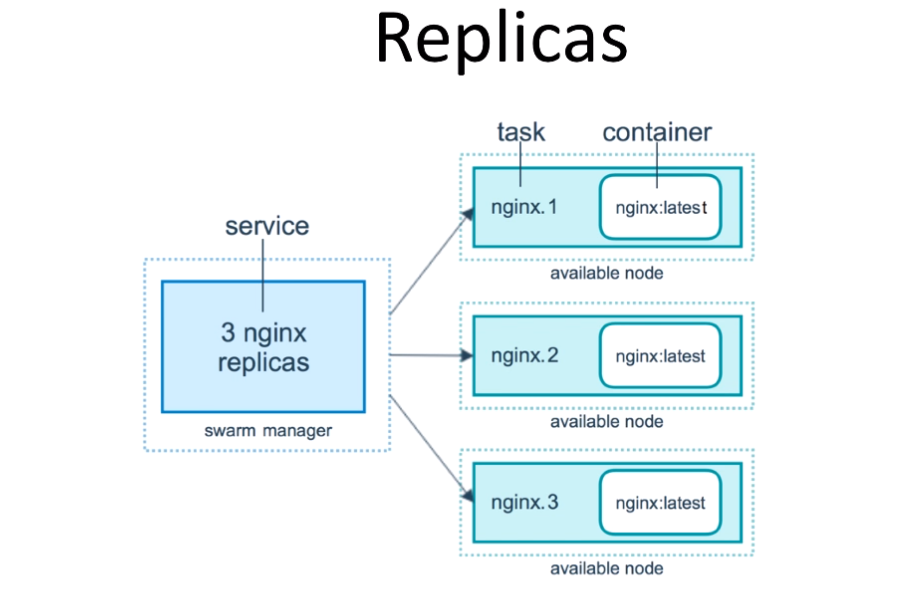 Replicas
task
container
service
3 nginx
replicas
swarm manager
nginx.1
nginx:latest
available node
nginx.2
nginx:latest
available node
nginx.3
nginx:latest
available node